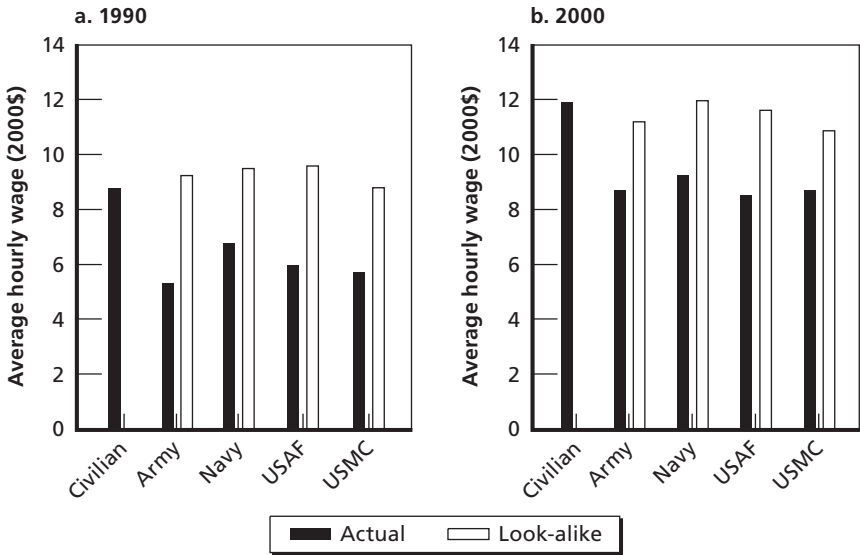 a. 1990
Average hourly wage (2000$)
14
12
10
8
6
4
2
0
Civilian
Army
Navy
USAF
USMC
b. 2000
Average hourly wage (2000$)
14
12
10
8
6
4
2
0
Civilian
Army
Navy
USAF
USMC
Actual Look-alike